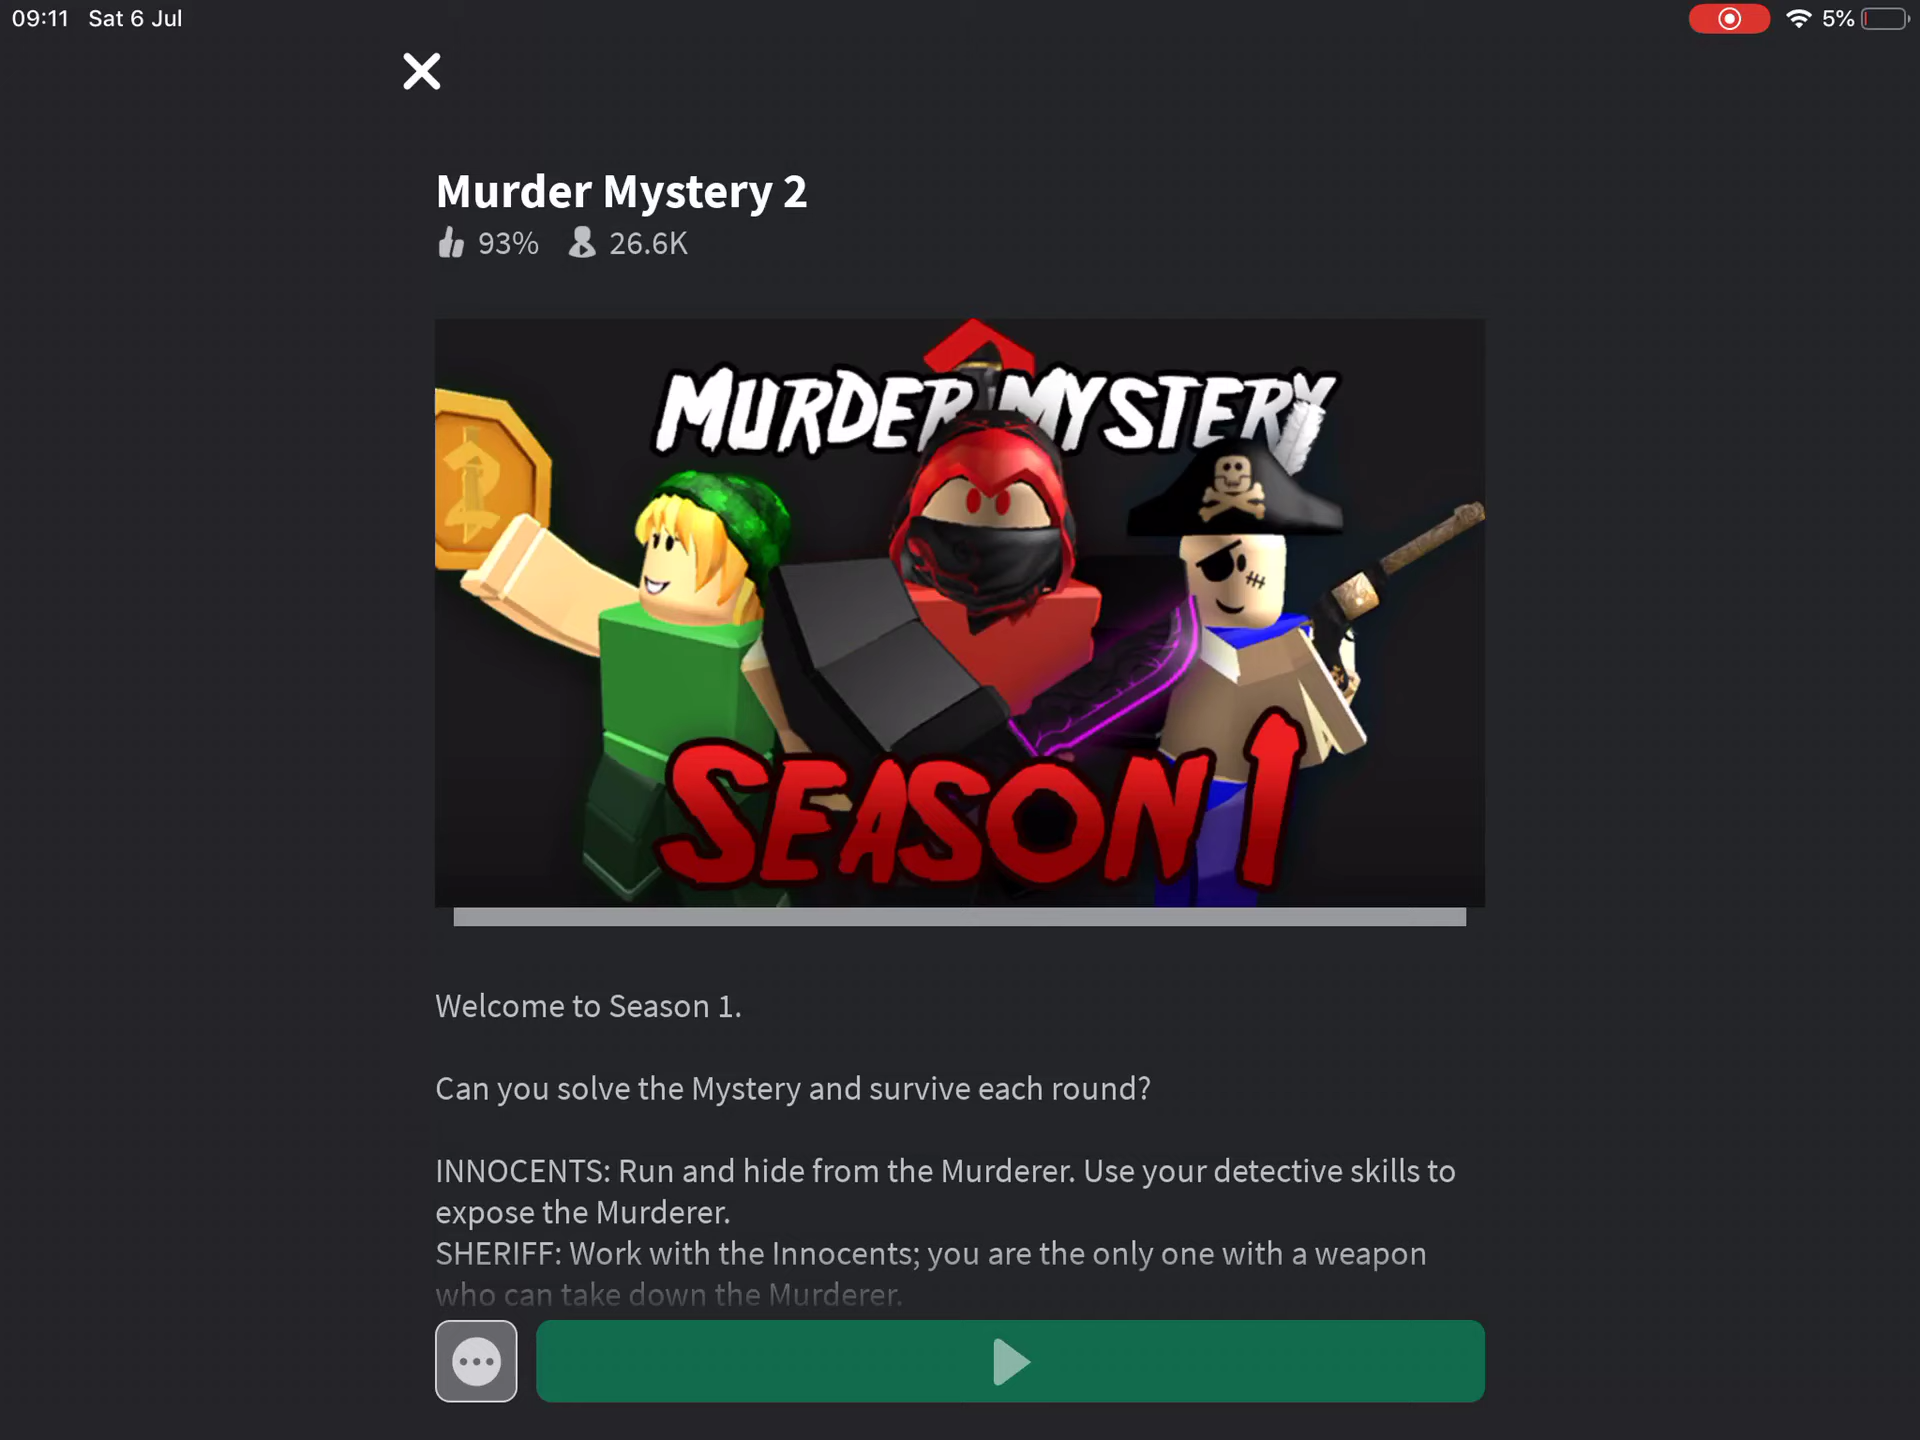 09:11 Sat 6 Jul
5%
Murder Mystery 2
93% 26.6K
MURDER MYSTERY
2
SEASON 1
Welcome to Season 1.
Can you solve the Mystery and survive each round?
INNOCENTS: Run and hide from the Murderer. Use your detective skills to
expose the Murderer.
SHERIFF: Work with the Innocents; you are the only one with a weapon
who can take down the Murderer.